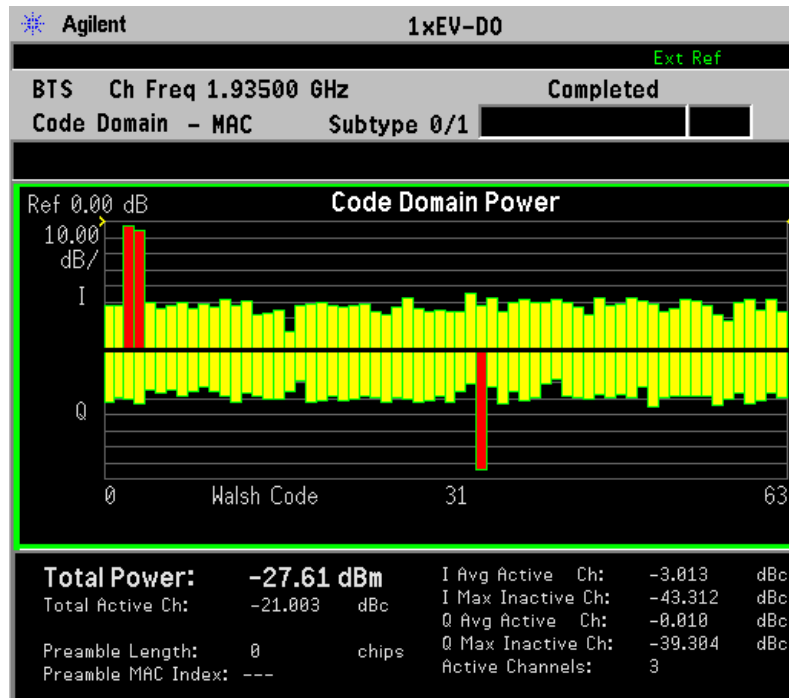 Agilent 1xEV-DO
Ext Ref
BTS Ch Freq 1.93500 GHz Completed
Code Domain - MAC Subtype 0/1
Ref 0.00 dB Code Domain Power
10.00
dB/
I
Q
0 Walsh Code 31 63
Total Power: -27.61 dBm
Total Active Ch: -21.003 dBc
Preamble Length: 0 chips
Preamble MAC Index: ---
I Avg Active Ch: -3.013 dBc
I Max Inactive Ch: -43.312 dBc
Q Avg Active Ch: -0.010 dBc
Q Max Inactive Ch: -39.304 dBc
Active Channels: 3